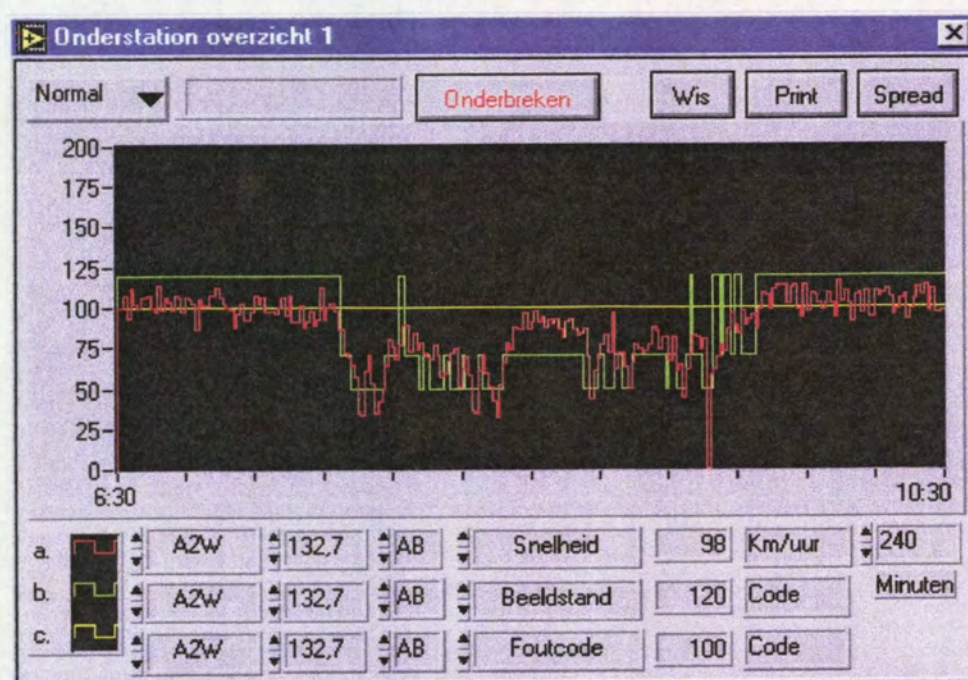 Onderstation overzicht 1
Normal Onderbreken Wis Print Spread
200
175
150
125
100
75
50
25
0
6:30 10:30
a. A2W 132,7 AB Snelheid 98 Km/uur 240
b. A2W 132,7 AB Beeldstand 120 Code Minuten
c. A2W 132,7 AB Foutcode 100 Code